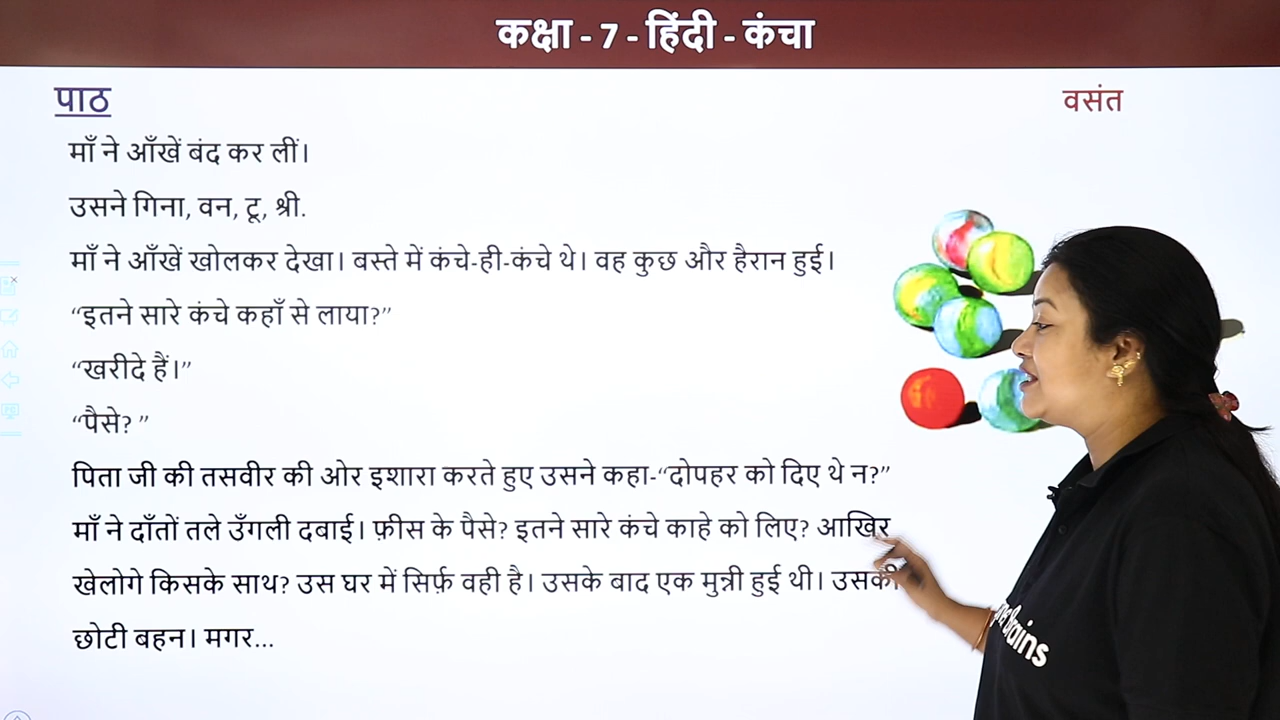 कक्षा - 7 - हिंदी - कंचा
पाठ
वसंत
माँ ने आँखें बंद कर लीं।
उसने गिना, वन, टू, श्री.
माँ ने आँखें खोलकर देखा। बस्ते में कंचे-ही-कंचे थे। वह कुछ और हैरान हुई।
“इतने सारे कंचे कहाँ से लाया?”
“खरीदे हैं।”
“पैसे? ”
पिता जी की तसवीर की ओर इशारा करते हुए उसने कहा-“दोपहर को दिए थे न?”
माँ ने दाँतों तले उँगली दबाई। फ़ीस के पैसे? इतने सारे कंचे काहे को लिए? आखिर
खेलोगे किसके साथ? उस घर में सिर्फ़ वही है। उसके बाद एक मुन्नी हुई थी। उसकी
छोटी बहन। मगर...